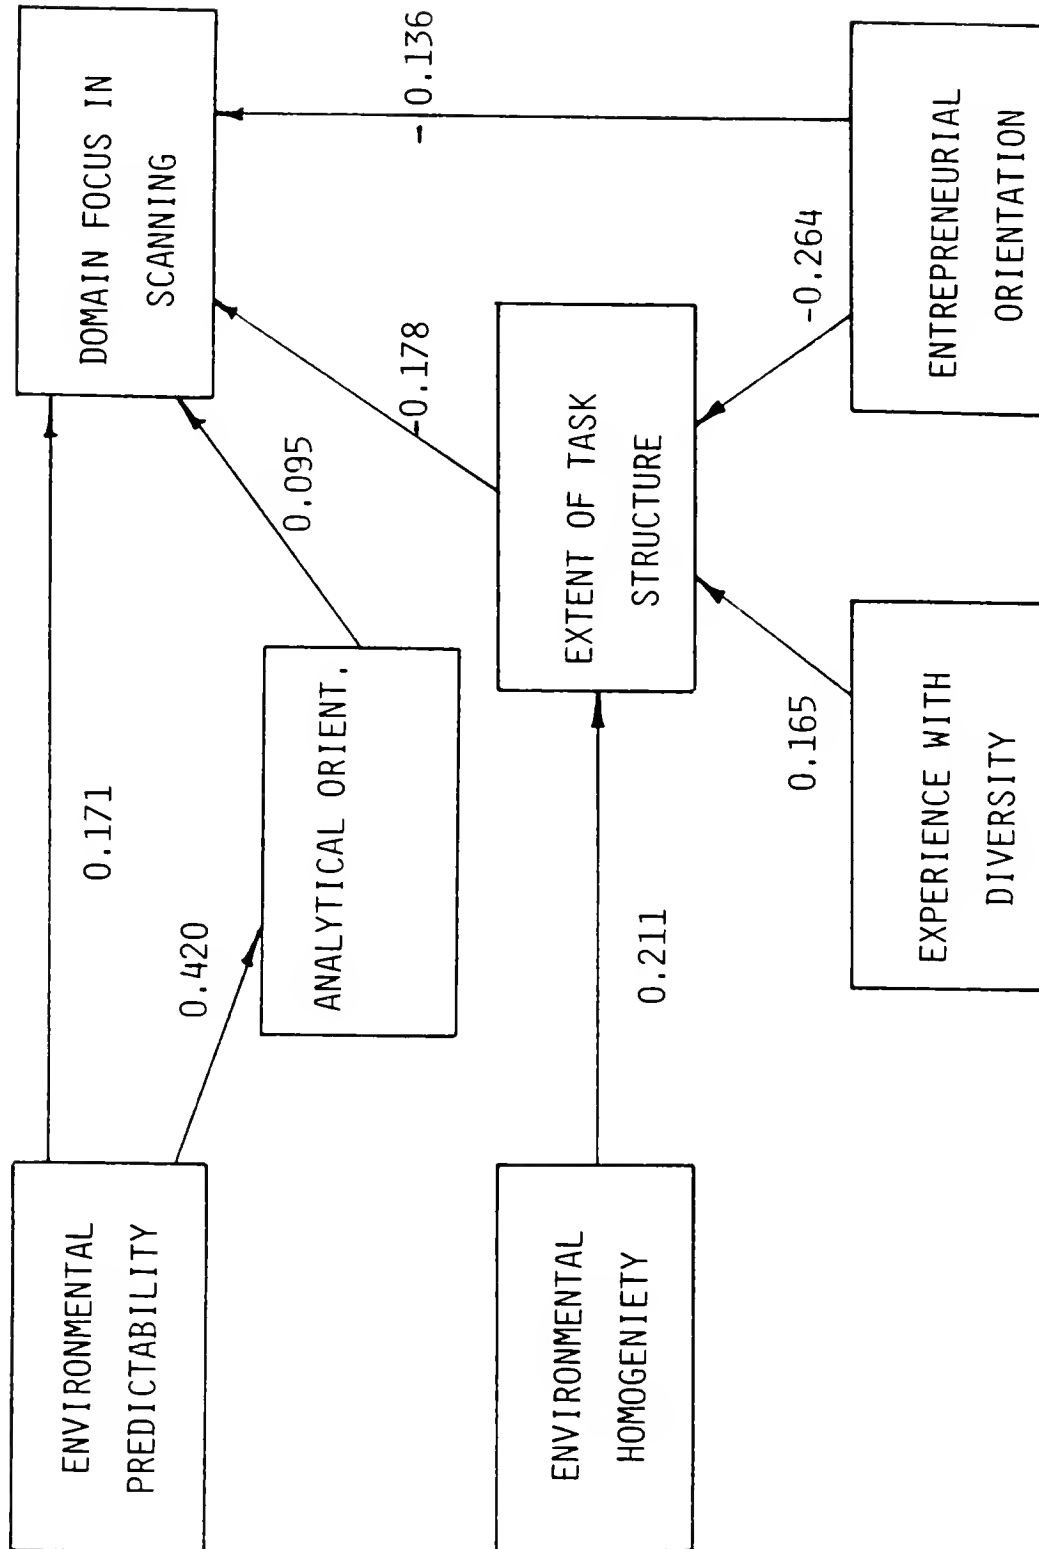 ENVIRONMENTAL
PREDICTABILITY
0.171
DOMAIN FOCUS IN
SCANNING
0.420
ANALYTICAL ORIENT.
0.095
-0.178
- 0.136
ENVIRONMENTAL
HOMOGENIETY
0.211
EXTENT OF TASK
STRUCTURE
0.165
-0.264
EXPERIENCE WITH
DIVERSITY
ENTREPRENEURIAL
ORIENTATION